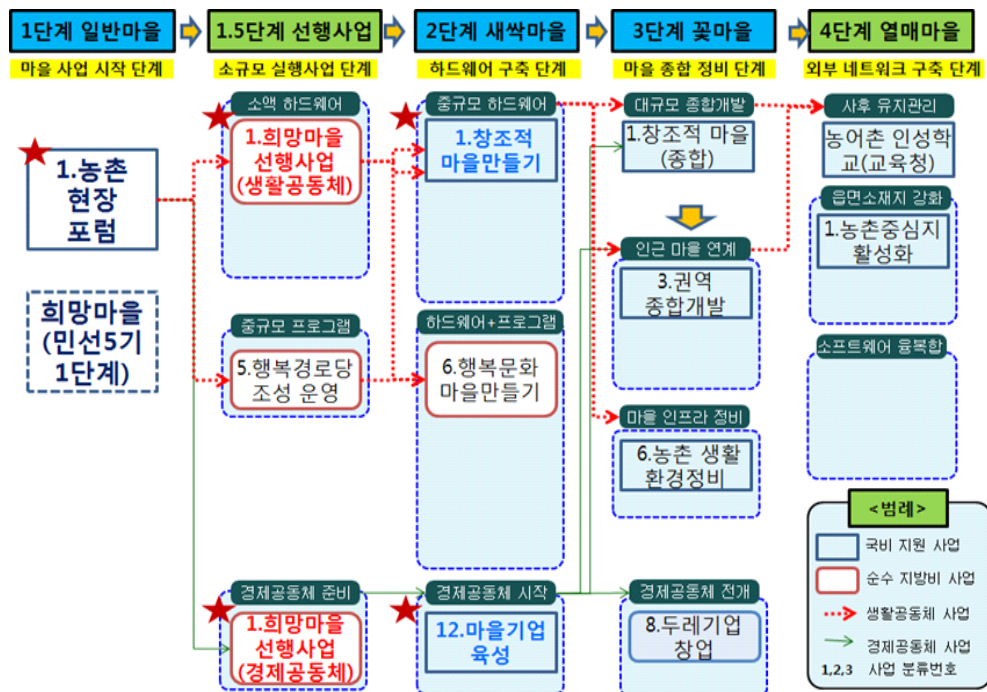 1단계 일반마을
1.5단계 선행사업
2단계 새싹마을
3단계 꽃마을
4단계 열매마을
마을 사업 시작 단계
소규모 실행사업 단계
하드웨어 구축 단계
마을 종합 정비 단계
외부 네트워크 구축 단계
1.농촌
현장
포럼
희망마을
(민선5기
1단계)
소액 하드웨어
1.희망마을
선행사업
(생활공동체)
중규모 프로그램
5.행복경로당
조성 운영
경제공동체 준비
1.희망마을
선행사업
(경제공동체)
중규모 하드웨어
1.창조적
마을만들기
하드웨어+프로그램
6.행복문화
마을만들기
경제공동체 시작
12.마을기업
육성
대규모 종합개발
1.창조적 마을
(종합)
인근 마을 연계
3.권역
종합개발
마을 인프라 정비
6.농촌 생활
환경정비
경제공동체 전개
8.두레기업
창업
사후 유지관리
농어촌 인성학
교(교육청)
읍면소재지 강화
1.농촌중심지
활성화
소프트웨어 융복합
<범례>
국비 지원 사업
순수 지방비 사업
생활공동체 사업
경제공동체 사업
1,2,3 사업 분류번호